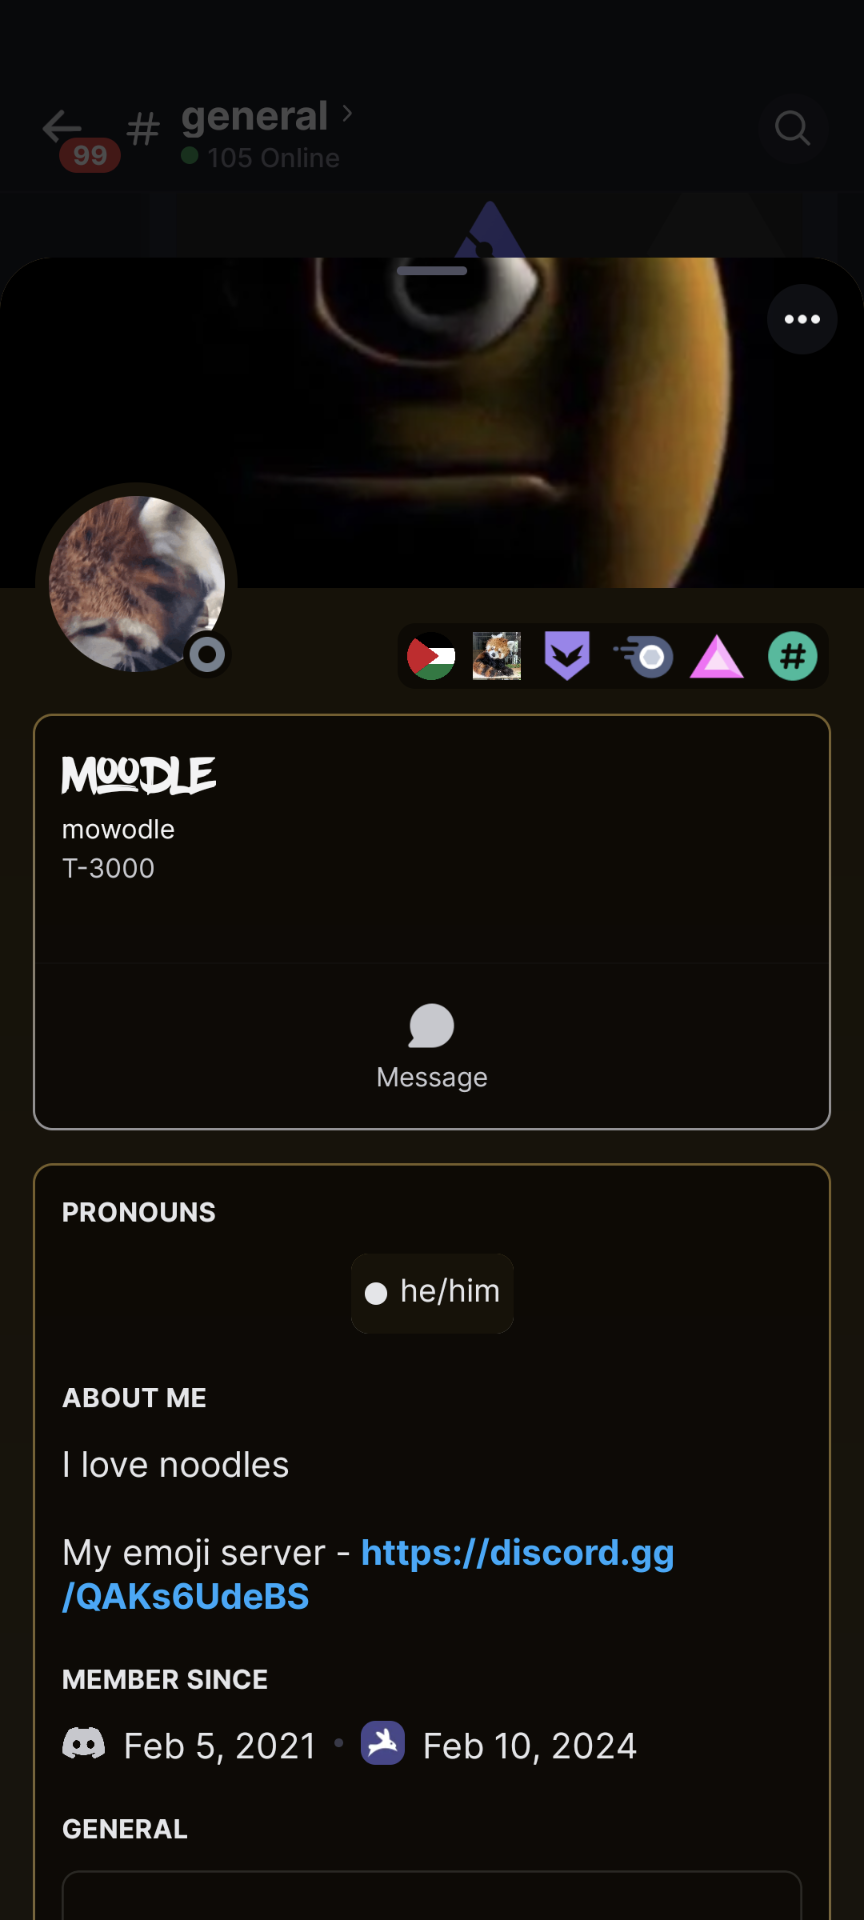 general
105 Online
99
MOODLE
mowodle
T-3000
Message
PRONOUNS
he/him
ABOUT ME
I love noodles
My emoji server - https://discord.gg
/QAKs6UdeBS
MEMBER SINCE
Feb 5, 2021 • Feb 10, 2024
GENERAL